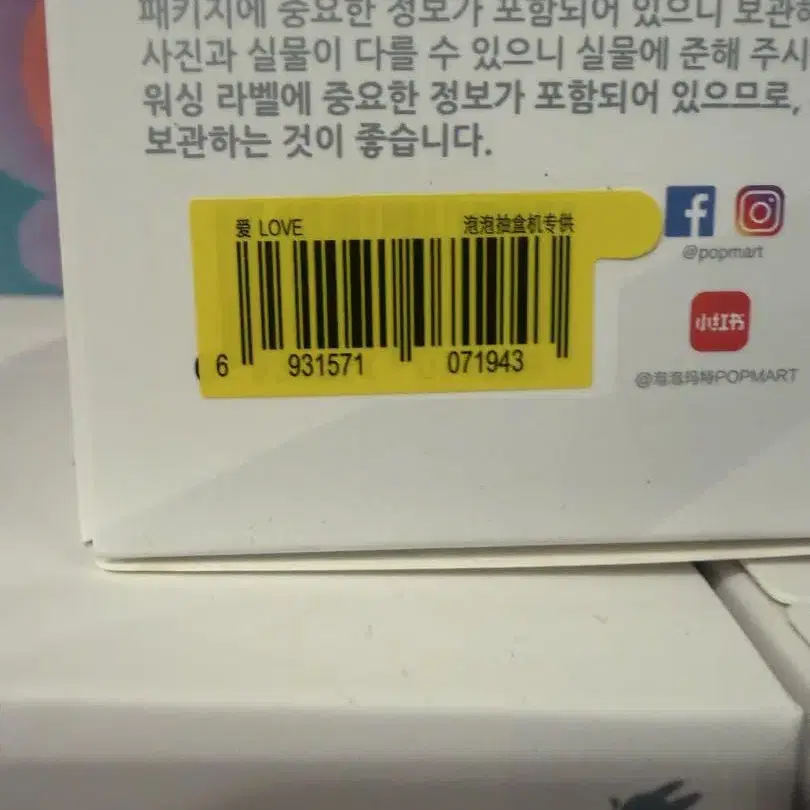 패키지에 중요한 정보가 포함되어 있으니 보관하
사진과 실물이 다를 수 있으니 실물에 준해 주시
워싱 라벨에 중요한 정보가 포함되어 있으므로,
보관하는 것이 좋습니다.
爱 LOVE 泡泡抽盒机专供
6 931571 071943
@popmart
小红书
@泡泡玛特POPMART